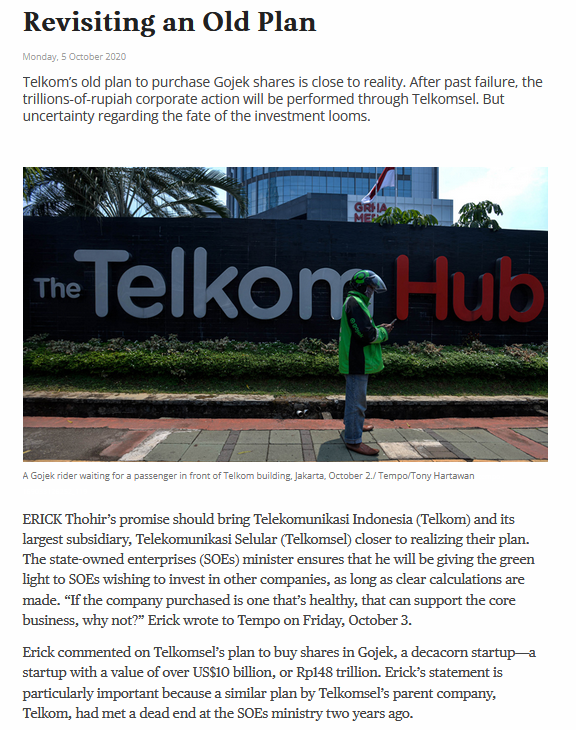 Revisiting an Old Plan
Monday, 5 October 2020
Telkom’s old plan to purchase Gojek shares is close to reality. After past failure, the
trillions-of-rupiah corporate action will be performed through Telkomsel. But
uncertainty regarding the fate of the investment looms.
GRHA
The Telkom Hub
A Gojek rider waiting for a passenger in front of Telkom building, Jakarta, October 2./ Tempo/Tony Hartawan
ERICK Thohir’s promise should bring Telekomunikasi Indonesia (Telkom) and its
largest subsidiary, Telekomunikasi Selular (Telkomsel) closer to realizing their plan.
The state-owned enterprises (SOEs) minister ensures that he will be giving the green
light to SOEs wishing to invest in other companies, as long as clear calculations are
made. “If the company purchased is one that’s healthy, that can support the core
business, why not?” Erick wrote to Tempo on Friday, October 3.
Erick commented on Telkomsel’s plan to buy shares in Gojek, a decacorn startup—a
startup with a value of over US$10 billion, or Rp148 trillion. Erick’s statement is
particularly important because a similar plan by Telkomsel’s parent company,
Telkom, had met a dead end at the SOEs ministry two years ago.